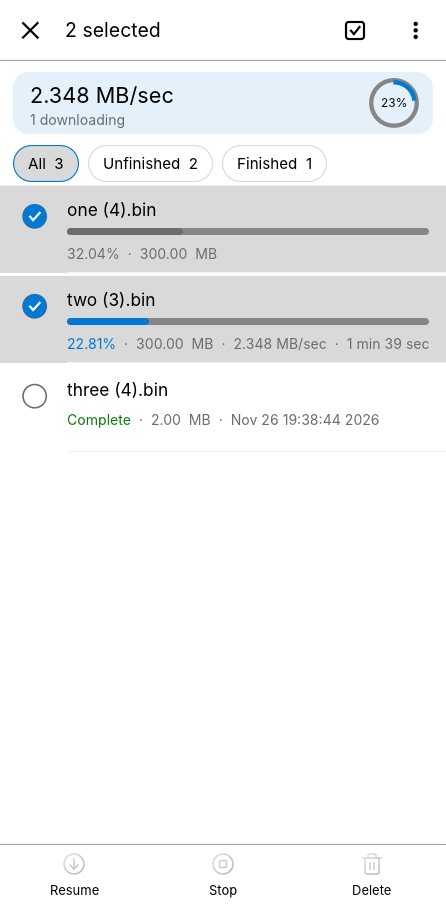 2 selected
2.348 MB/sec
1 downloading
23%
All 3
Unfinished 2
Finished 1
one (4).bin
32.04% · 300.00 MB
two (3).bin
22.81% · 300.00 MB · 2.348 MB/sec · 1 min 39 sec
three (4).bin
Complete · 2.00 MB · Nov 26 19:38:44 2026
Resume
Stop
Delete